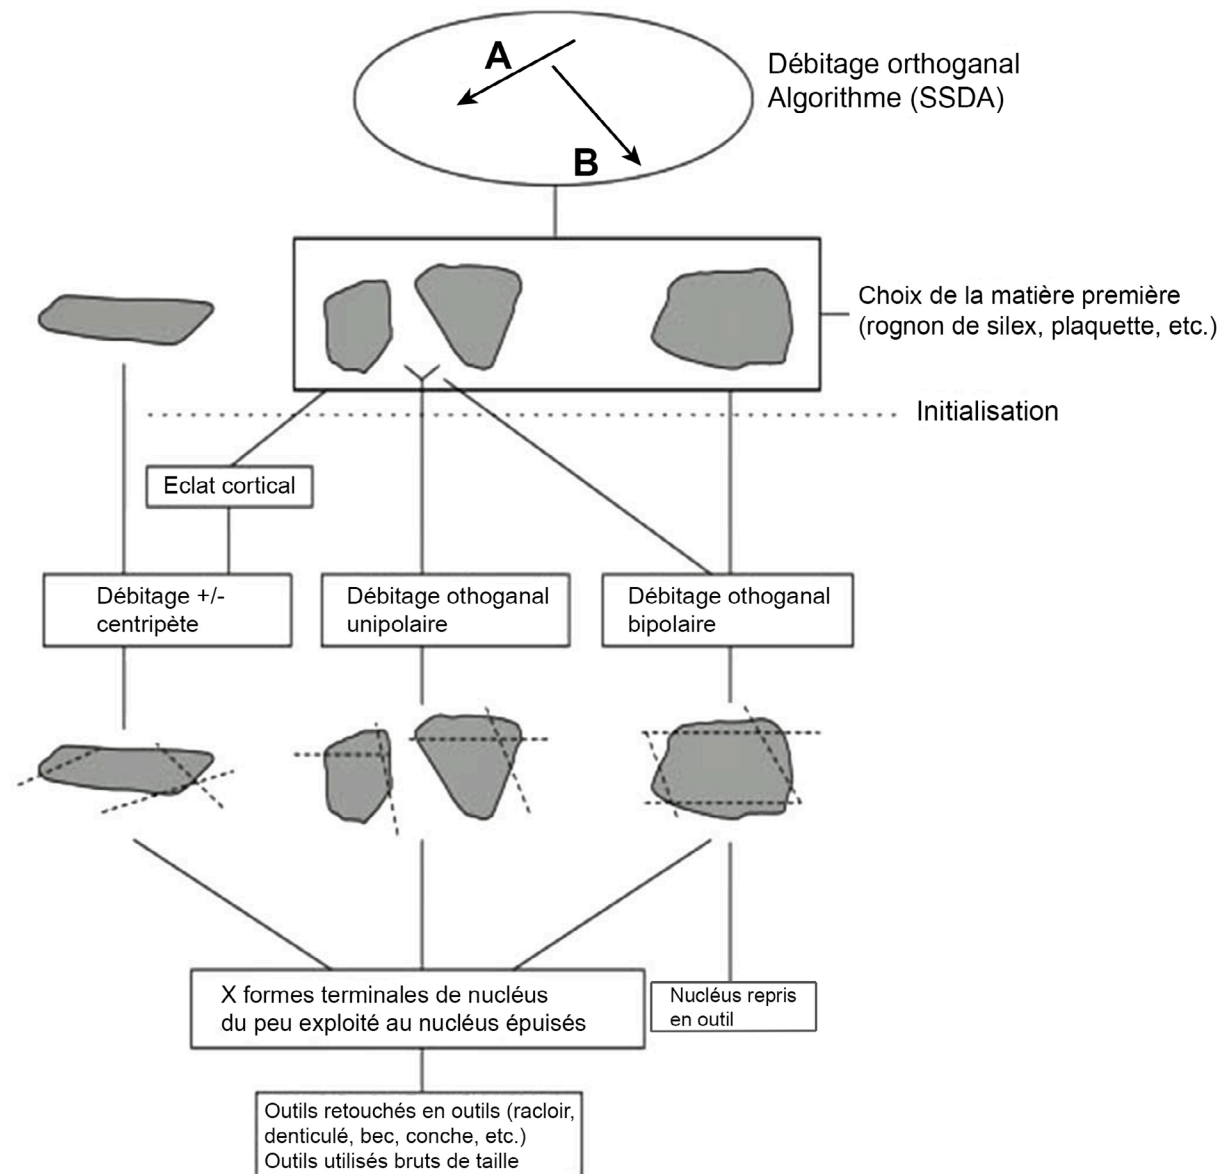 A
B
Débitage orthoganal
Algorithme (SSDA)
Choix de la matière première
(rognon de silex, plaquette, etc.)
Initialisation
Eclat cortical
Débitage +/-
centripète
Débitage othoganal
unipolaire
Débitage othoganal
bipolaire
X formes terminales de nucléus
du peu exploité au nucléus épuisés
Nucléus repris
en outil
Outils retouchés en outils (racloir,
denticulé, bec, conche, etc.)
Outils utilisés bruts de taille